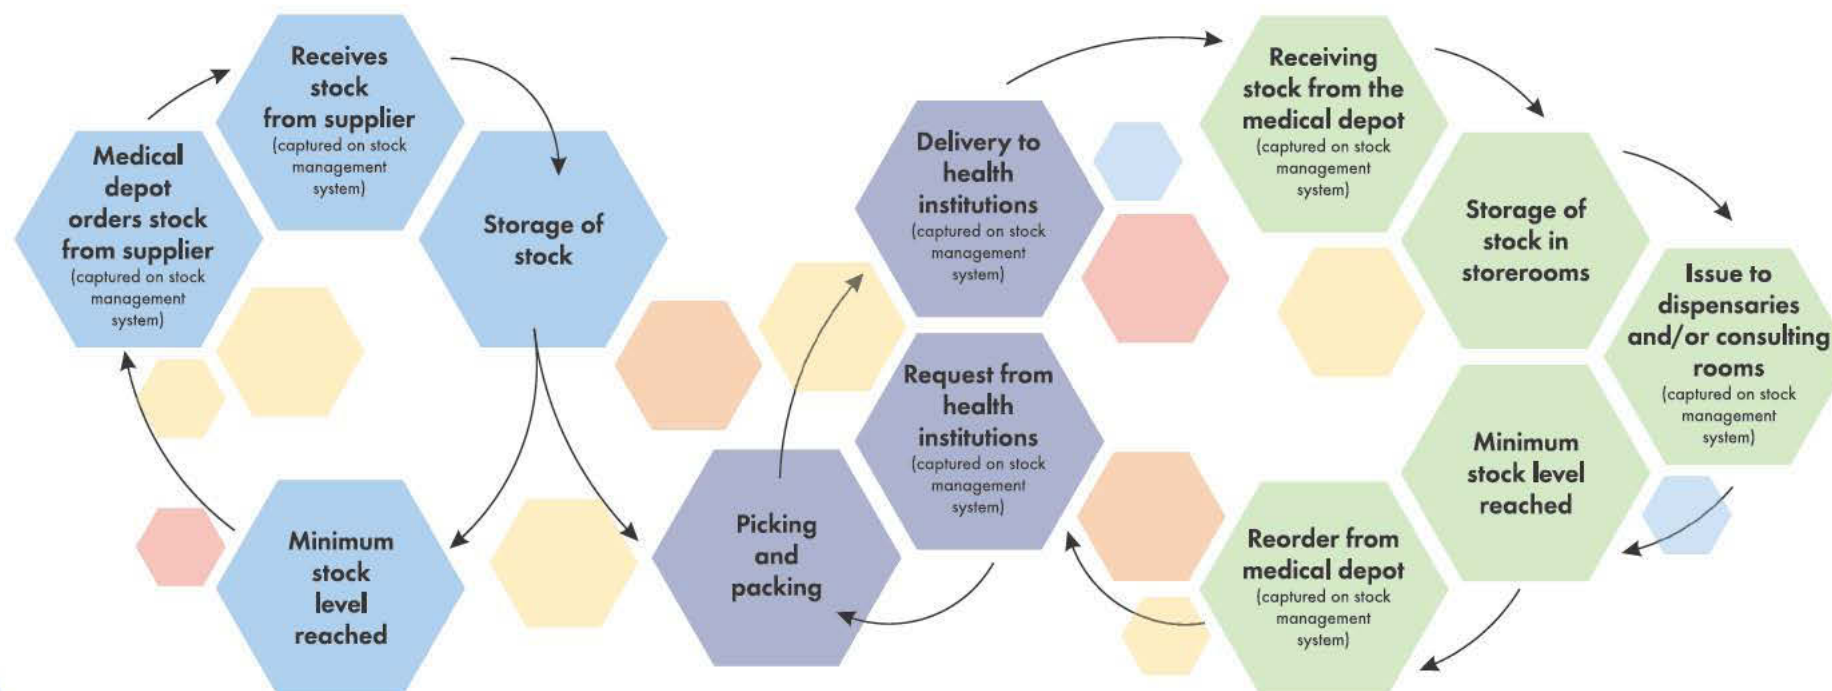 Medical
depot
orders stock
from supplier
(captured on stock
management
system)
Receives
stock
from supplier
(captured on stock
management
system)
Storage of
stock
Minimum
stock
level
reached
Picking
and
packing
Delivery to
health
institutions
(captured on stock
management
system)
Request from
health
institutions
(captured on stock
management
system)
Receiving
stock from the
medical depot
(captured on stock
management
system)
Storage of
stock in
storerooms
Issue to
dispensaries
and/or consulting
rooms
(captured on stock
management
system)
Minimum
stock level
reached
Reorder from
medical depot
(captured on stock
management
system)